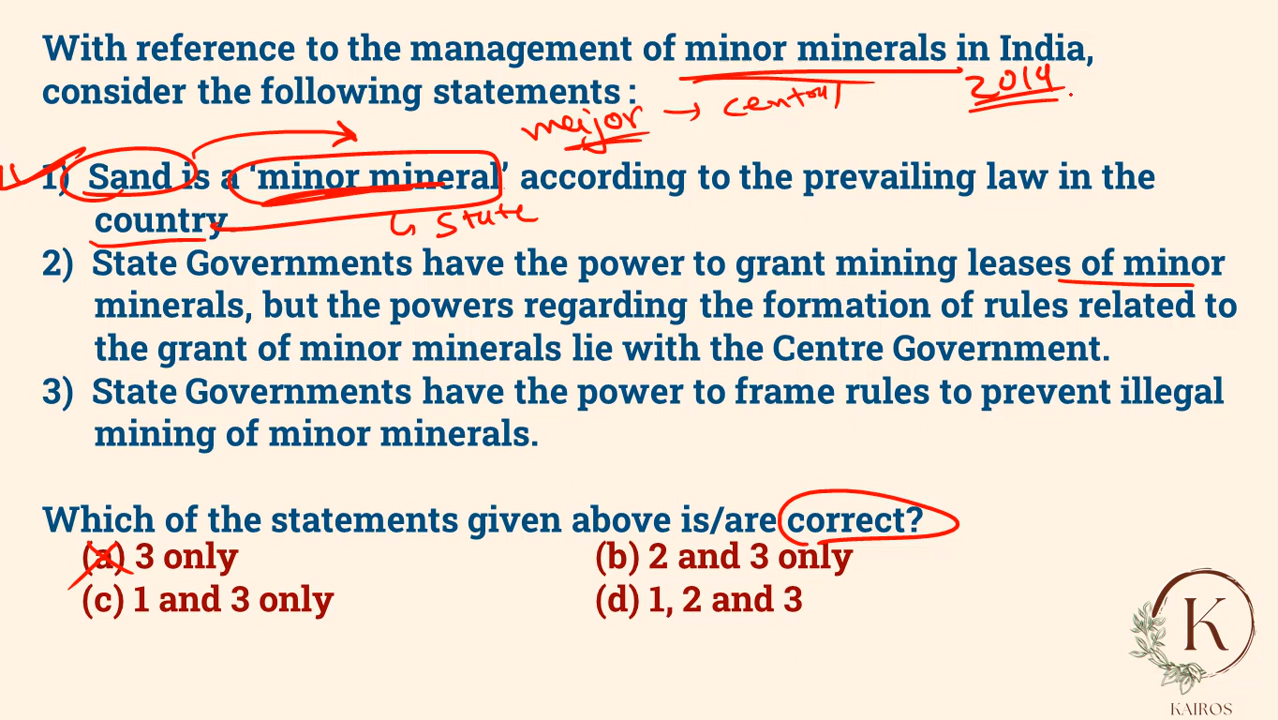 With reference to the management of minor minerals in India,
2014
consider the following statements :
major → central
1) Sand is a ‘minor mineral’ according to the prevailing law in the
country.
↳ State
2) State Governments have the power to grant mining leases of minor
minerals, but the powers regarding the formation of rules related to
the grant of minor minerals lie with the Centre Government.
3) State Governments have the power to frame rules to prevent illegal
mining of minor minerals.
Which of the statements given above is/are correct?
(a) 3 only
(b) 2 and 3 only
(c) 1 and 3 only
(d) 1, 2 and 3
K
KAIROS